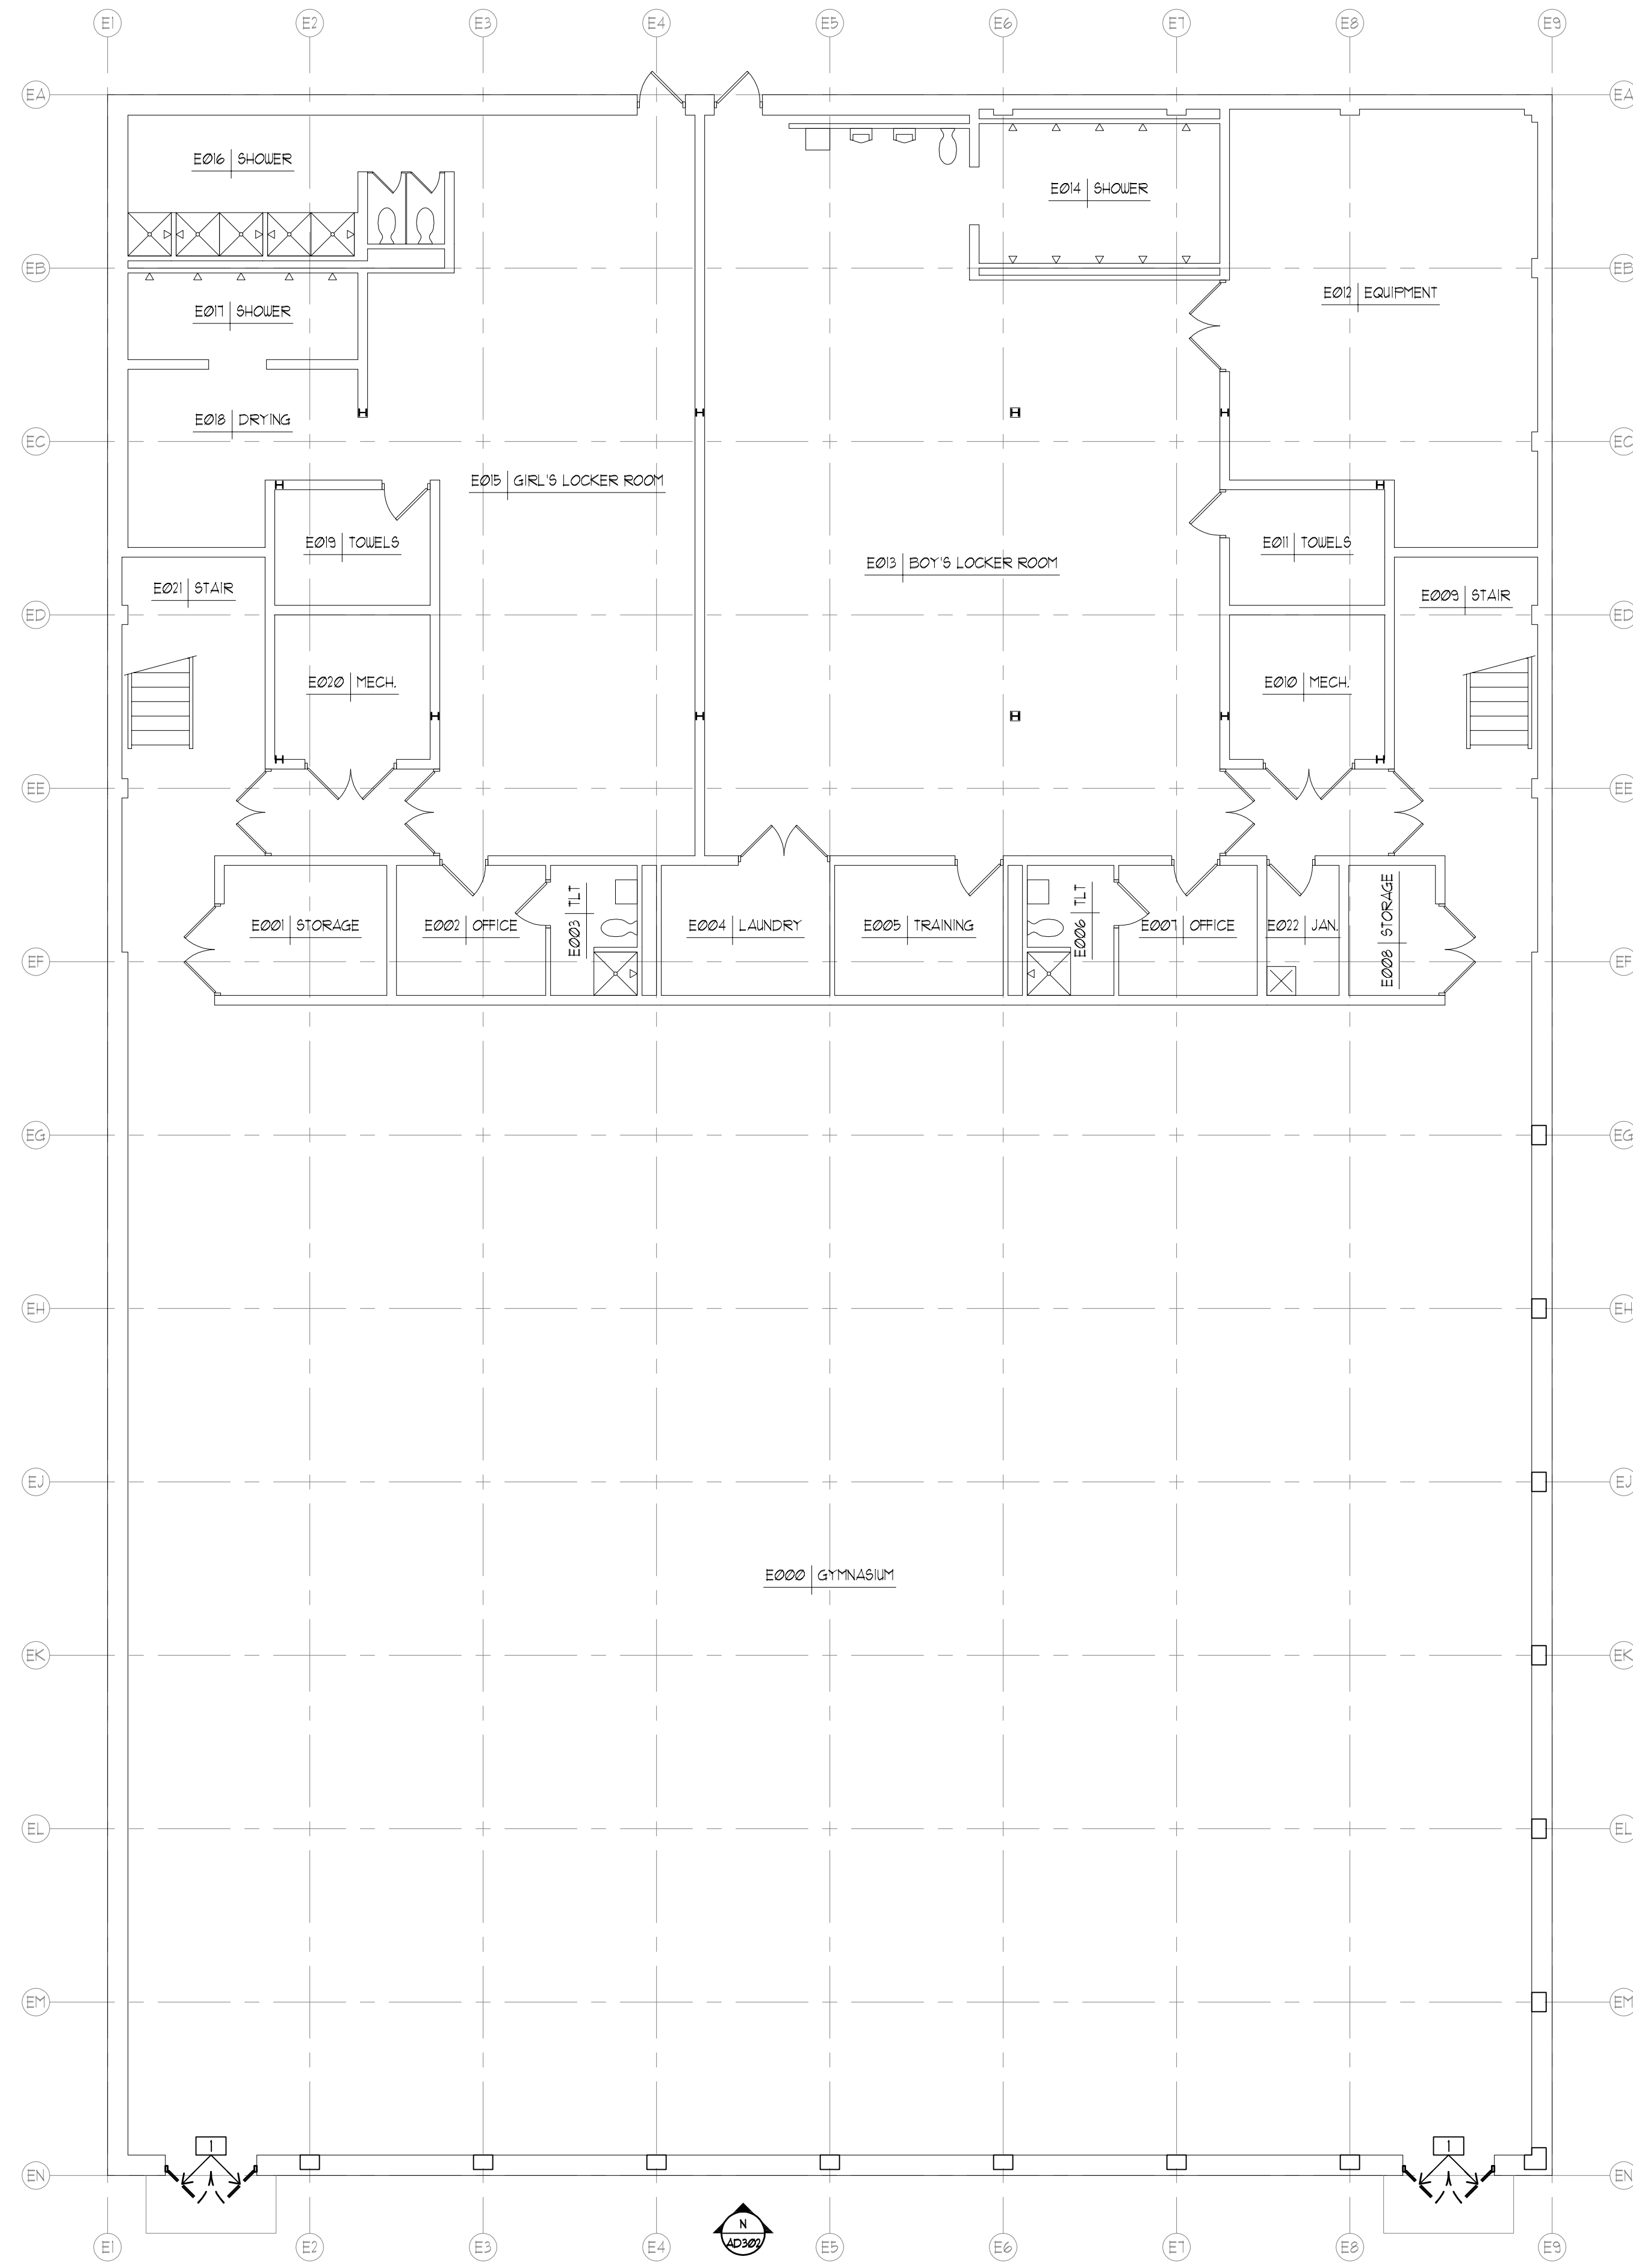 E1 E2 E3 E4 E5 E6 E7 E8 E9
EA EA
E016 SHOWER
E014 SHOWER
EB EB
E012 EQUIPMENT
E017 SHOWER
E018 DRYING
EC EC
E015 GIRL'S LOCKER ROOM
E019 TOWELS
E011 TOWELS
E013 BOY'S LOCKER ROOM
E021 STAIR
E009 STAIR
ED ED
E020 MECH.
E010 MECH.
EE EE
E001 STORAGE
E002 OFFICE
E003 TLT
E004 LAUNDRY
E005 TRAINING
E006 TLT
E007 OFFICE
E022 JAN.
E008 STORAGE
EF EF
EG EG
EH EH
EJ EJ
E000 GYMNASIUM
EK EK
EL EL
EM EM
1 1
EN EN
N
AD302
E1 E2 E3 E4 E5 E6 E7 E8 E9